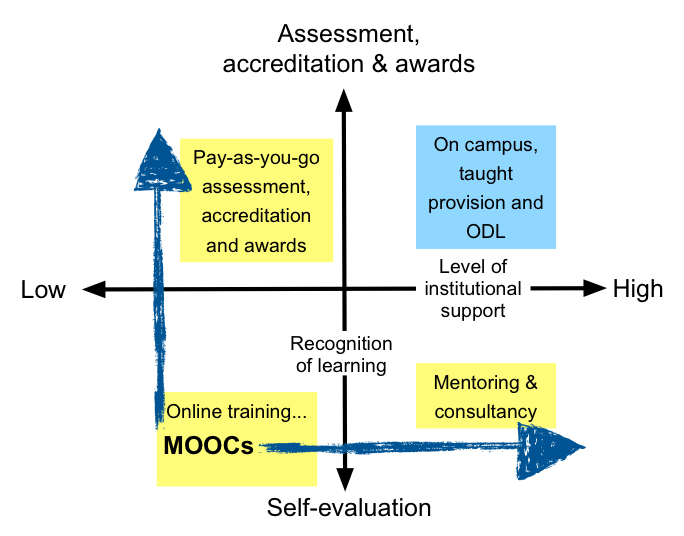 Assessment,
accreditation & awards
Pay-as-you-go
assessment,
accreditation
and awards
On campus,
taught
provision and
ODL
Low
Level of
institutional
support
High
Recognition
of learning
Online training...
MOOCs
Mentoring &
consultancy
Self-evaluation